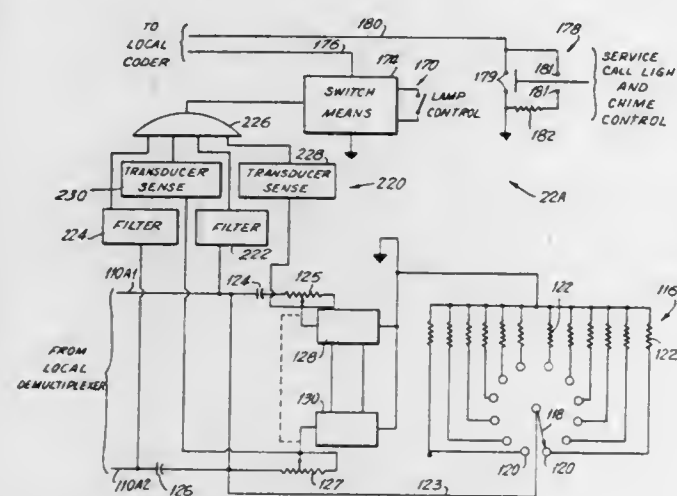 TO LOCAL CODER
180
176
174
170
SWITCH MEANS
LAMP CONTROL
178
179
181
181
182
SERVICE CALL LIGHT AND CHIME CONTROL
226
228
230
TRANSDUCER SENSE
TRANSDUCER SENSE
220
22A
224
FILTER
FILTER
222
110A1
124
125
122
116
122
128
FROM LOCAL DEMULTIPLEXER
130
118
120
120
110A2
126
127
123